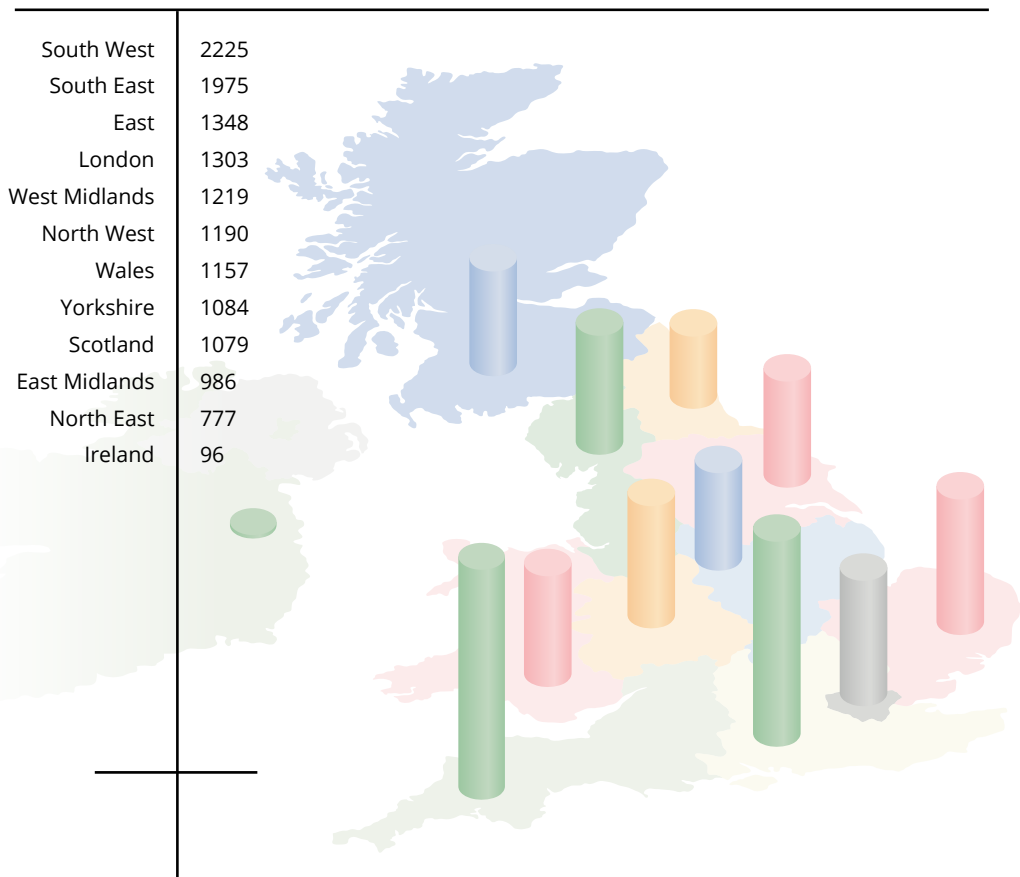 South West 2225
South East 1975
East 1348
London 1303
West Midlands 1219
North West 1190
Wales 1157
Yorkshire 1084
Scotland 1079
East Midlands 986
North East 777
Ireland 96